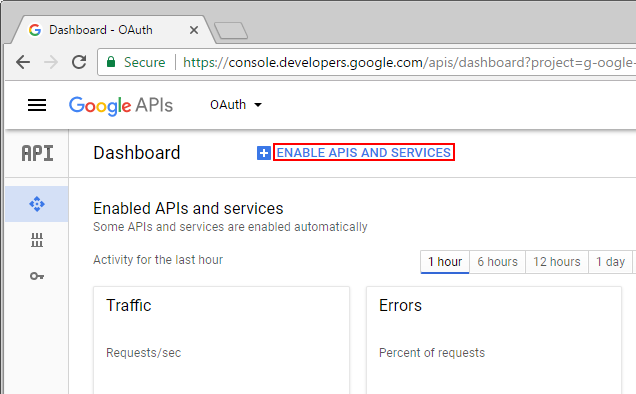 Dashboard - OAuth
Secure https://console.developers.google.com/apis/dashboard?project=g-oogle-
Google APIs OAuth
API Dashboard ENABLE APIS AND SERVICES
Enabled APIs and services
Some APIs and services are enabled automatically
Activity for the last hour 1 hour 6 hours 12 hours 1 day
Traffic Errors
Requests/sec Percent of requests